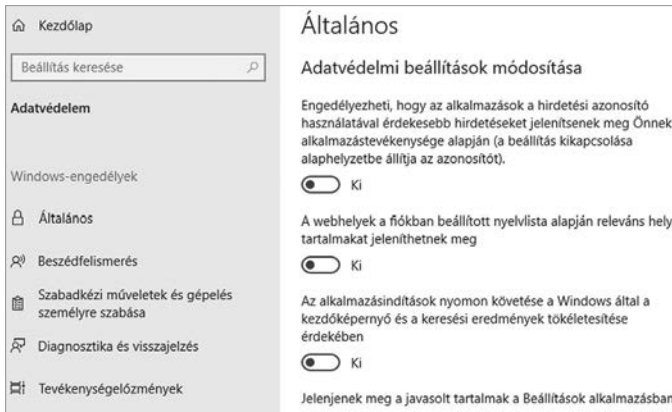 Kezdőlap
Beállítás keresése
Adatvédelem
Windows-engedélyek
Általános
Beszédfelismerés
Szabadkézi műveletek és gépelés
személyre szabása
Diagnosztika és visszajelzés
Tevékenységelőzmények
Általános
Adatvédelmi beállítások módosítása
Engedélyezheti, hogy az alkalmazások a hirdetési azonosító
használatával érdekesebb hirdetéseket jelenítsenek meg Önnek
alkalmazástevékenysége alapján (a beállítás kikapcsolása
alaphelyzetbe állítja az azonosítót).
Ki
A webhelyek a fiókban beállított nyelvlista alapján releváns hely
tartalmakat jeleníthetnek meg
Ki
Az alkalmazásindítások nyomon követése a Windows által a
kezdőképernyő és a keresési eredmények tökéletesítése
érdekében
Ki
Jelenjenek meg a javasolt tartalmak a Beállítások alkalmazásban